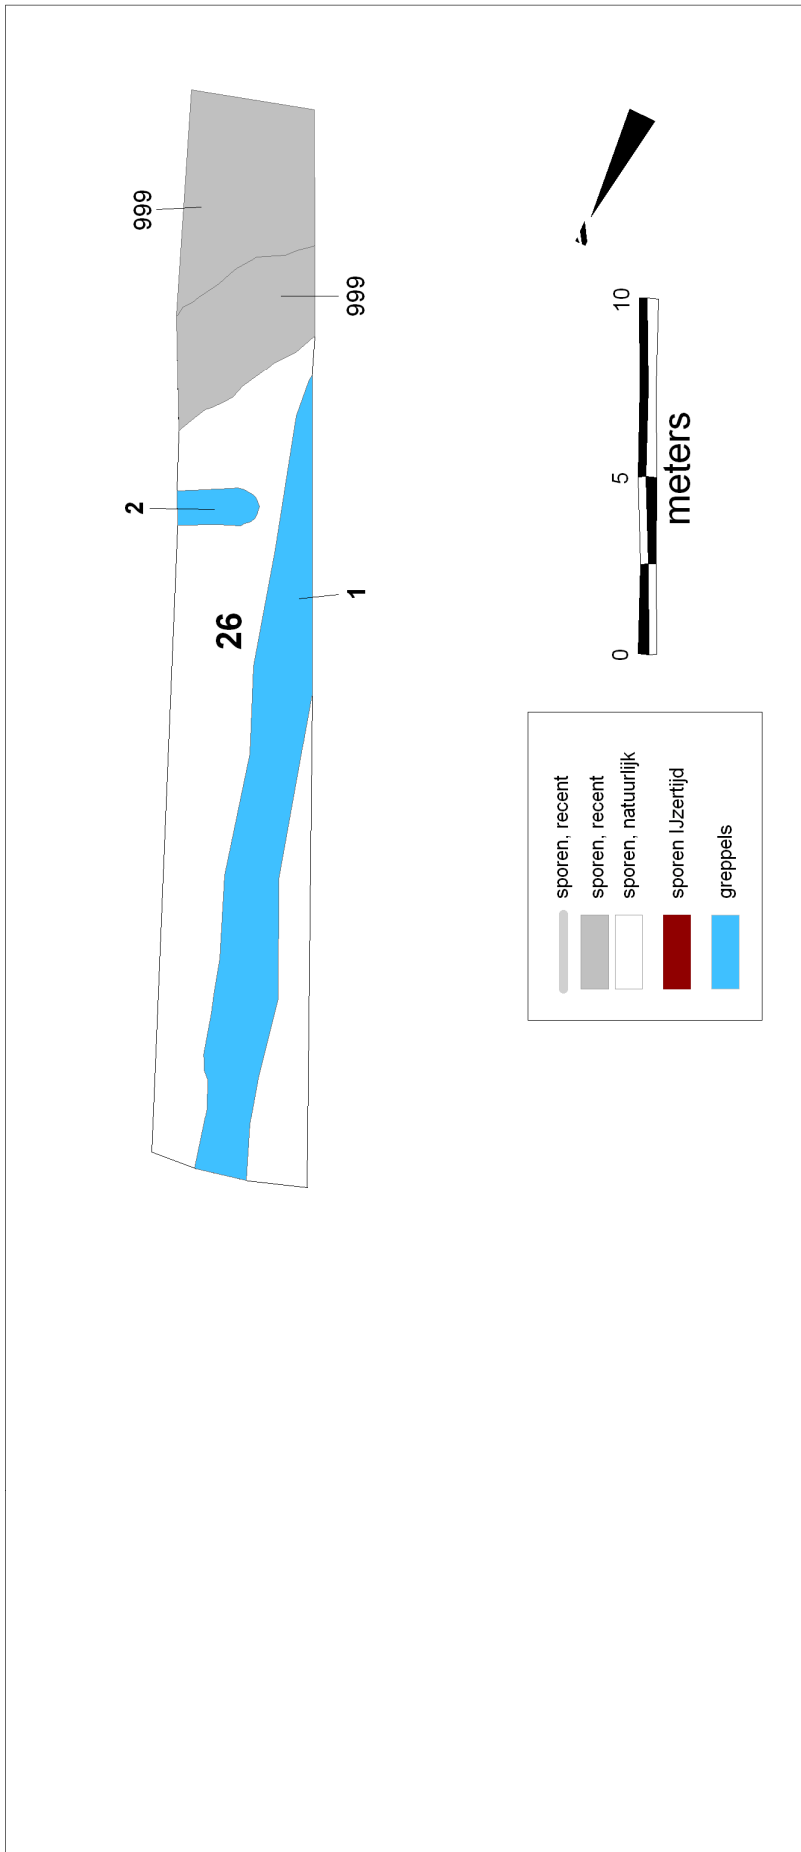 999
999
2
26
1
0
5
10
meters
sporen, recent
sporen, recent
sporen, natuurlijk
sporen IJzertijd
greppels